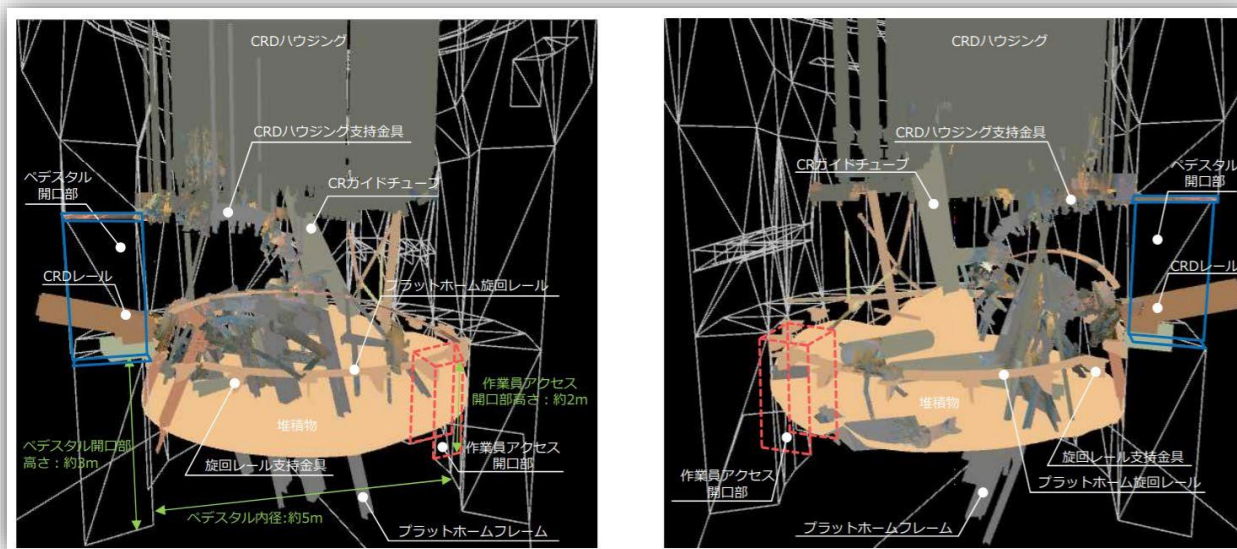 CRDハウジング
CRDハウジング支持金具
ペデスタル
開口部
CRガイドチューブ
CRDレール
プラットホーム旋回レール
作業員アクセス
開口部高さ：約2m
堆積物
ペデスタル開口部
高さ：約3m
旋回レール支持金具
作業員アクセス
開口部
ペデスタル内径:約5m
プラットホームフレーム
CRDハウジング
CRDハウジング支持金具
CRガイドチューブ
ペデスタル
開口部
CRDレール
堆積物
旋回レール支持金具
作業員アクセス
開口部
プラットホーム旋回レール
プラットホームフレーム